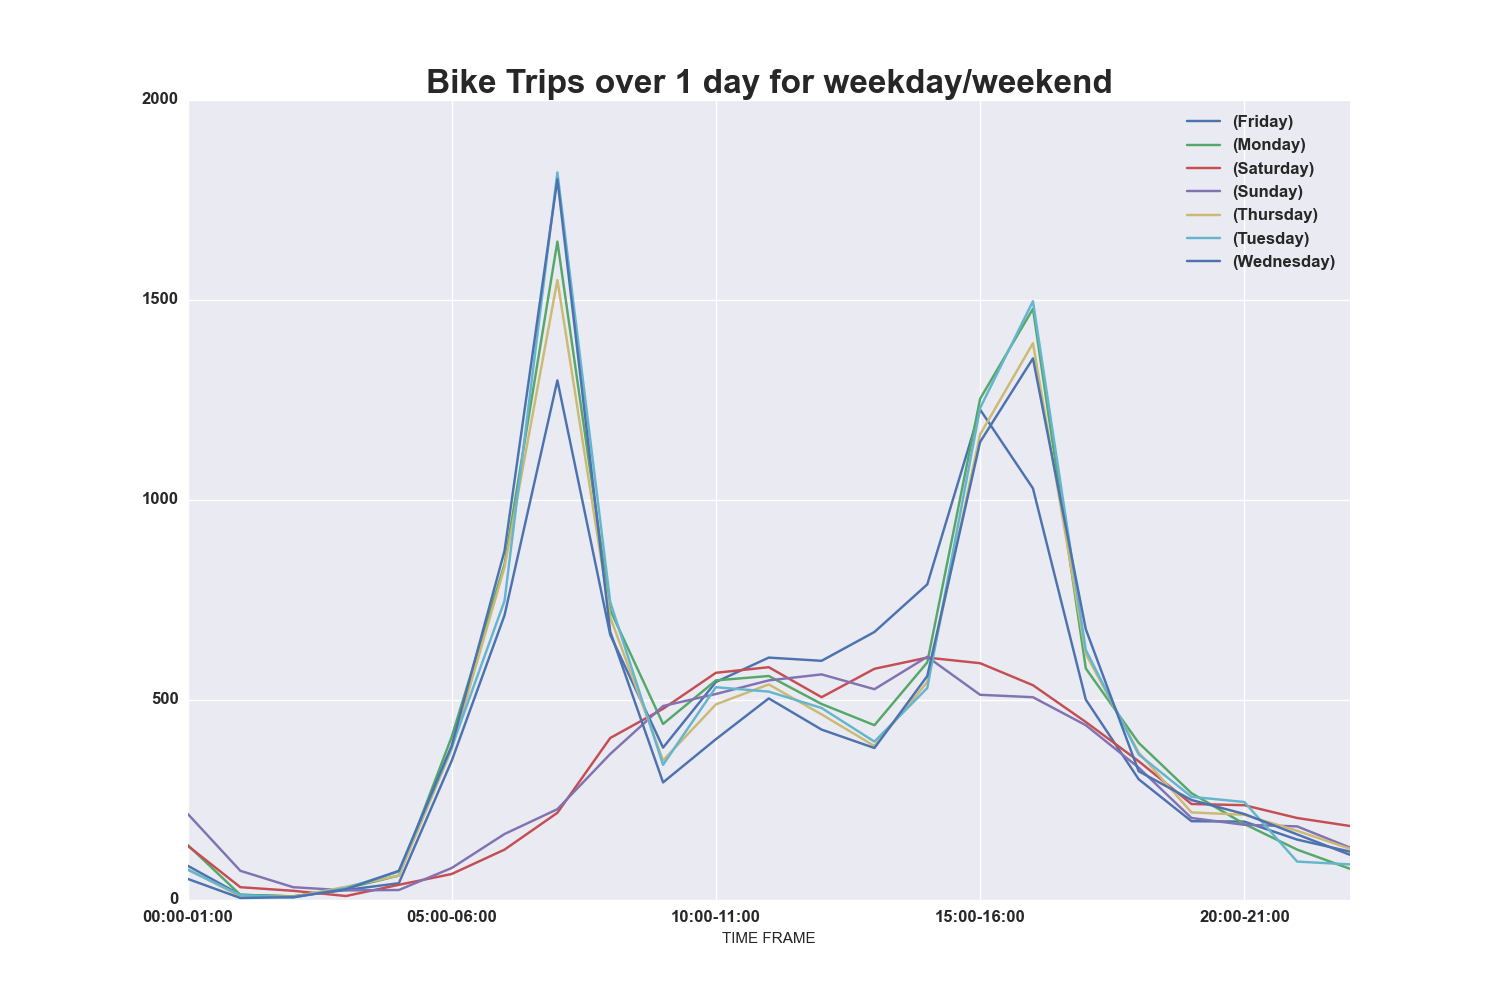 Bike Trips over 1 day for weekday/weekend
2000
1500
1000
500
0
(Friday)
(Monday)
(Saturday)
(Sunday)
(Thursday)
(Tuesday)
(Wednesday)
00:00-01:00 05:00-06:00 10:00-11:00 15:00-16:00 20:00-21:00
TIME FRAME